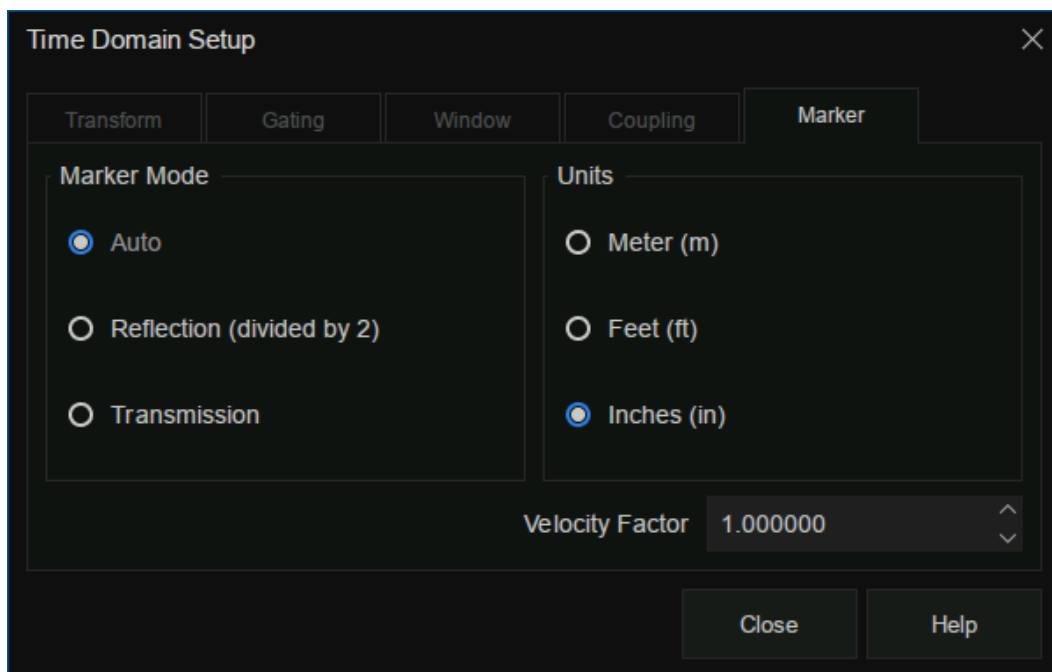 Time Domain Setup
Transform Gating Window Coupling Marker
Marker Mode
Auto
Reflection (divided by 2)
Transmission
Units
Meter (m)
Feet (ft)
Inches (in)
Velocity Factor 1.000000
Close Help